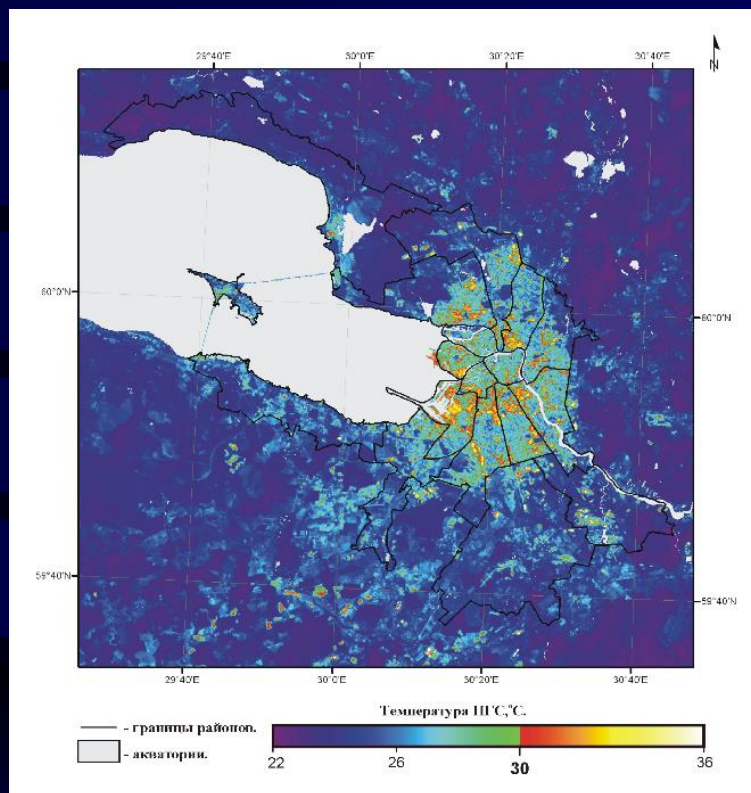 29°40'E 30°0'E 30°20'E 30°40'E
N
60°0'N 60°0'N
59°40'N 59°40'N
29°40'E 30°0'E 30°20'E 30°40'E
Температура ПГС,°С.
- границы районов.
- акватории.
22 26 30 36